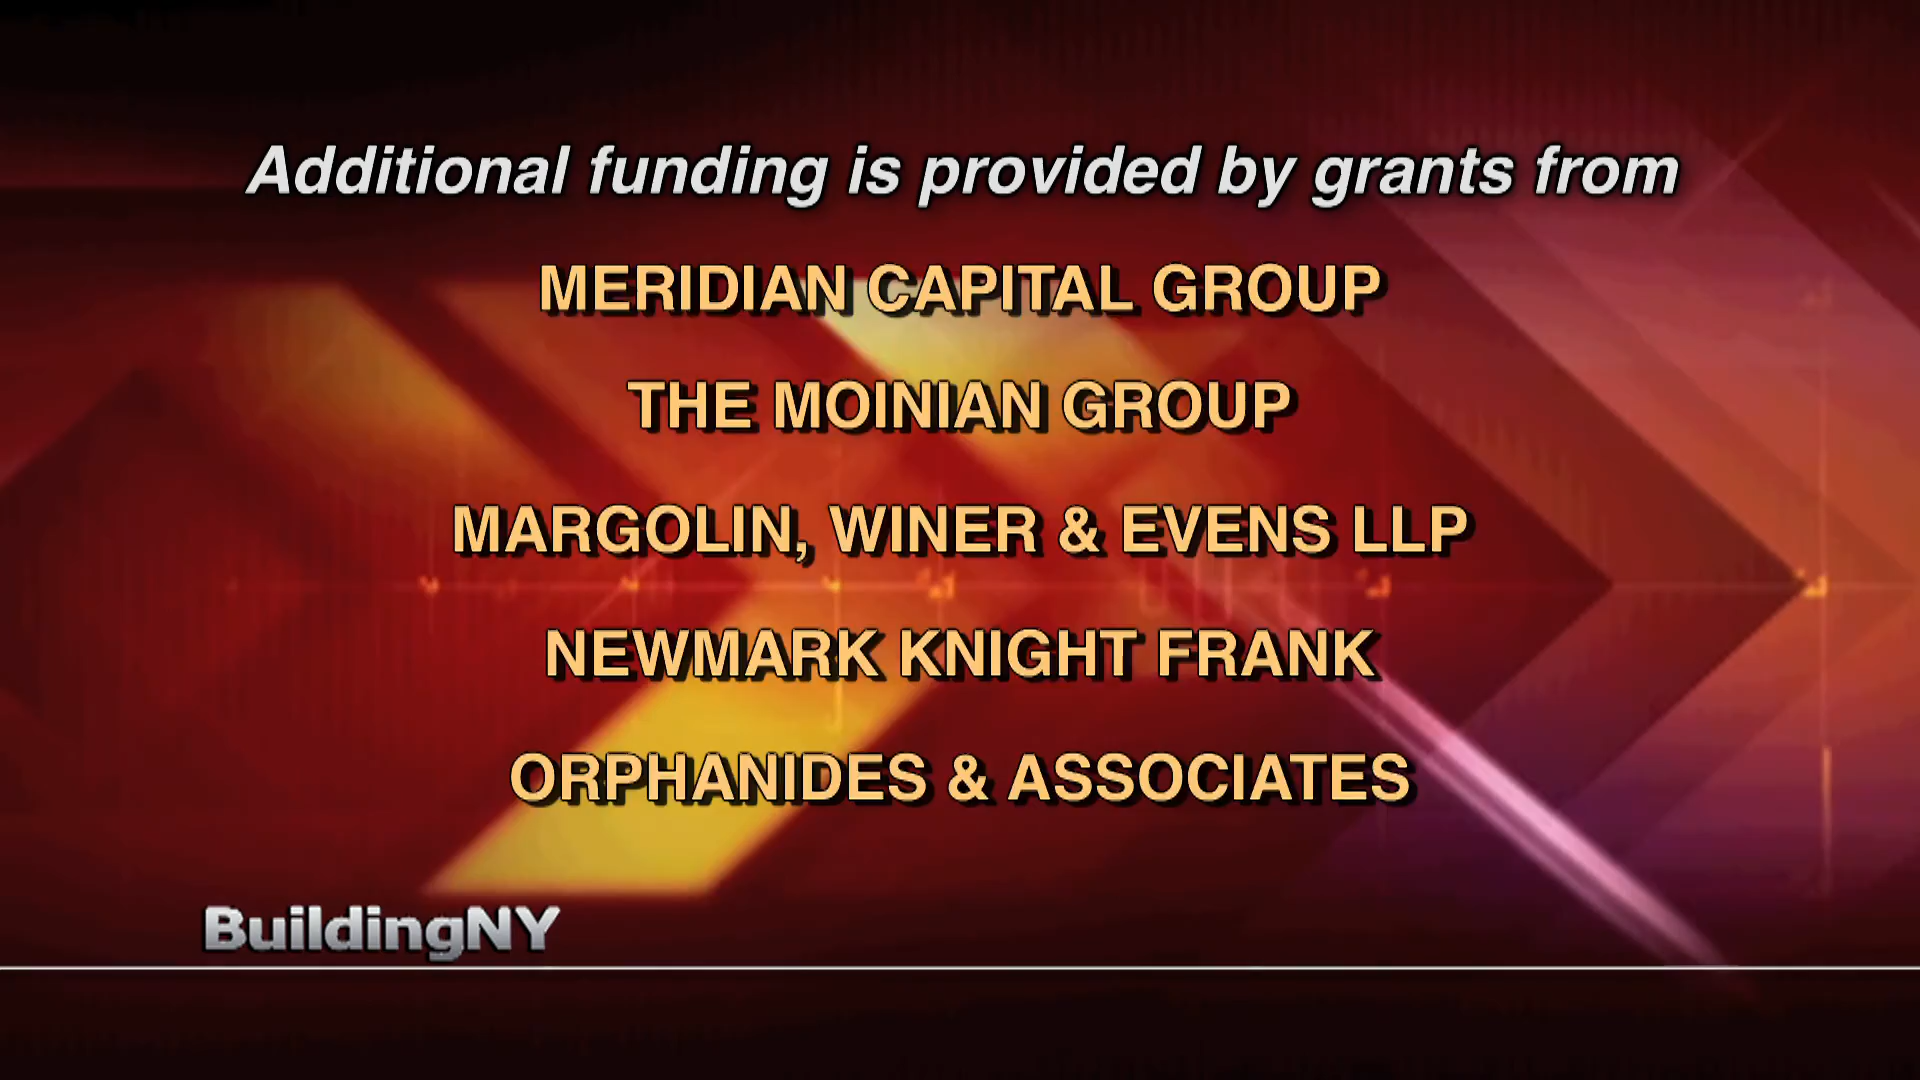 Additional funding is provided by grants from
MERIDIAN CAPITAL GROUP
THE MOINIAN GROUP
MARGOLIN, WINER & EVENS LLP
NEWMARK KNIGHT FRANK
ORPHANIDES & ASSOCIATES
BuildingNY